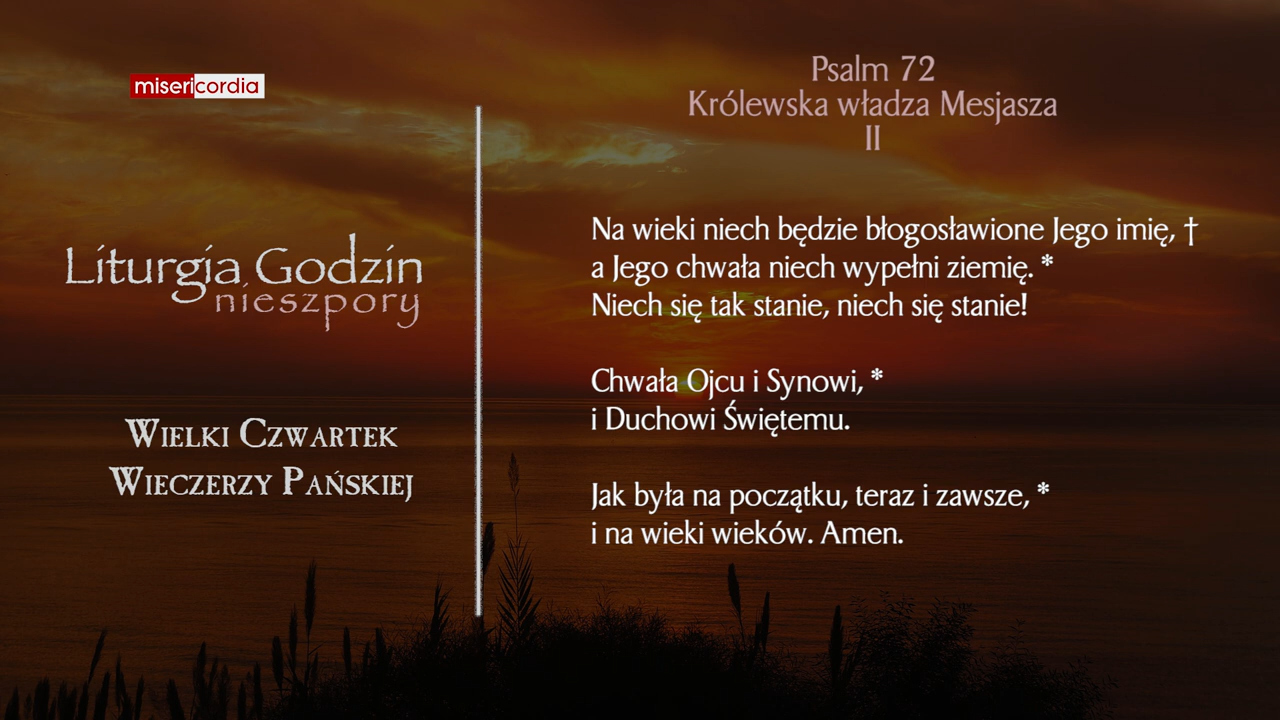 misericordia
Liturgia Godzin
nieszpory
Wielki Czwartek
Wieczerzy Pańskiej
Psalm 72
Królewska władza Mesjasza
II
Na wieki niech będzie błogosławione Jego imię, †
a Jego chwała niech wypełni ziemię. *
Niech się tak stanie, niech się stanie!
Chwała Ojcu i Synowi, *
i Duchowi Świętemu.
Jak była na początku, teraz i zawsze, *
i na wieki wieków. Amen.